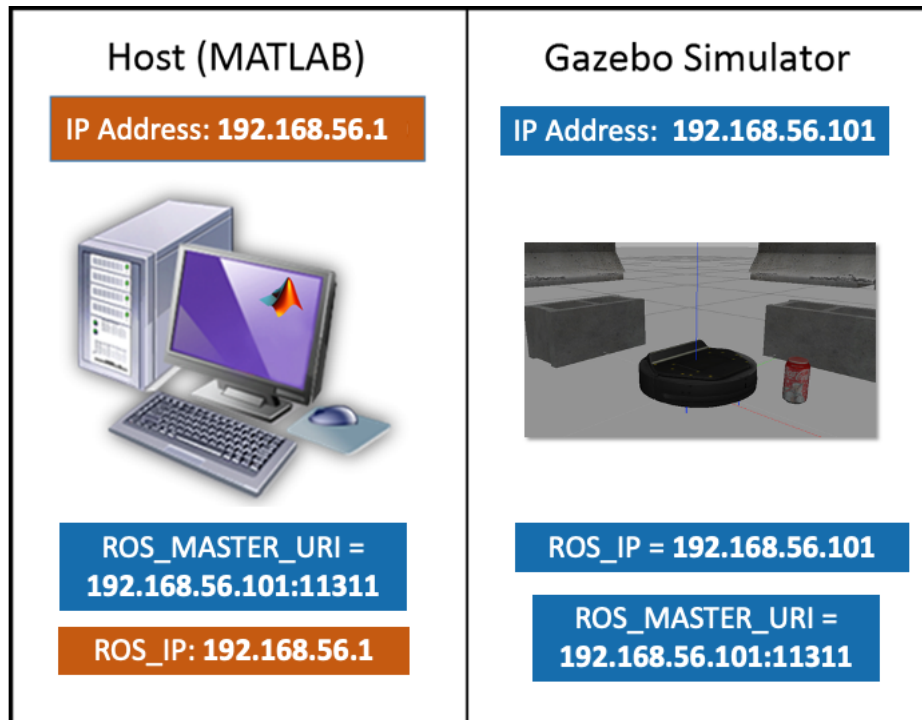 Host (MATLAB)
IP Address: 192.168.56.1
ROS_MASTER_URI =
192.168.56.101:11311
ROS_IP: 192.168.56.1
Gazebo Simulator
IP Address: 192.168.56.101
ROS_IP = 192.168.56.101
ROS_MASTER_URI =
192.168.56.101:11311